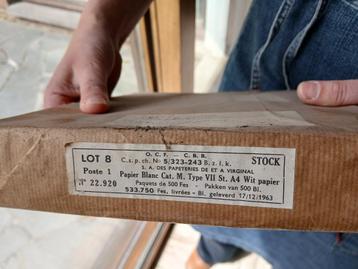 O. C. F. - C. B. B.
LOT 8 C.s.p. ch. Nº 5/323-243 B. z. l. k. STOCK
S. A. DES PAPETERIES DE ET A VIRGINAL
Poste 1 Papier Blanc Cat. M. Type VII St. A4 Wit papier
Nº 22.920 Paquets de 500 Fes - Pakken van 500 Bl.
533.750 Fes. livrées - Bl. geleverd 17/12/1963